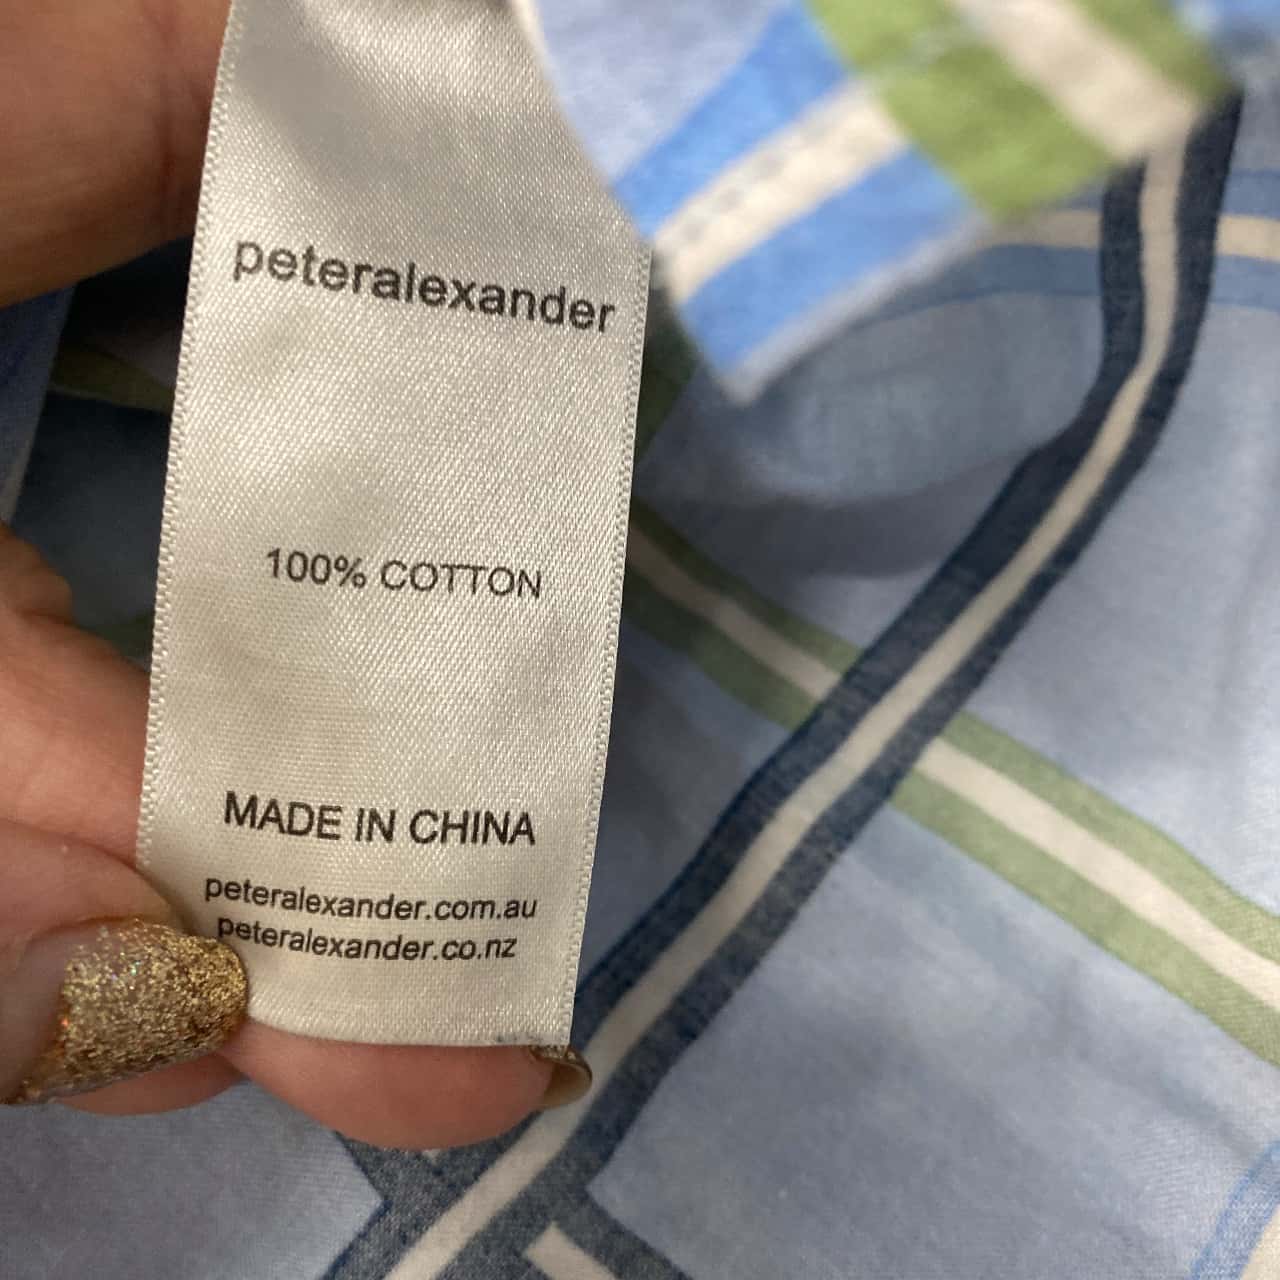 peteralexander
100% COTTON
MADE IN CHINA
peteralexander.com.au
peteralexander.co.nz